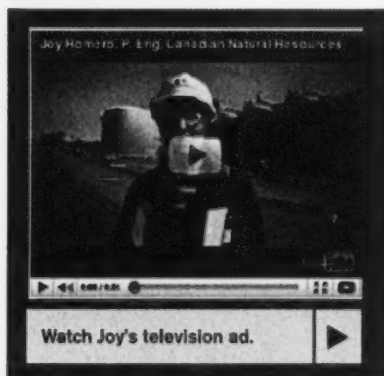 Joy Romero, P. Eng, Canadian Natural Resources
Watch Joy's television ad.